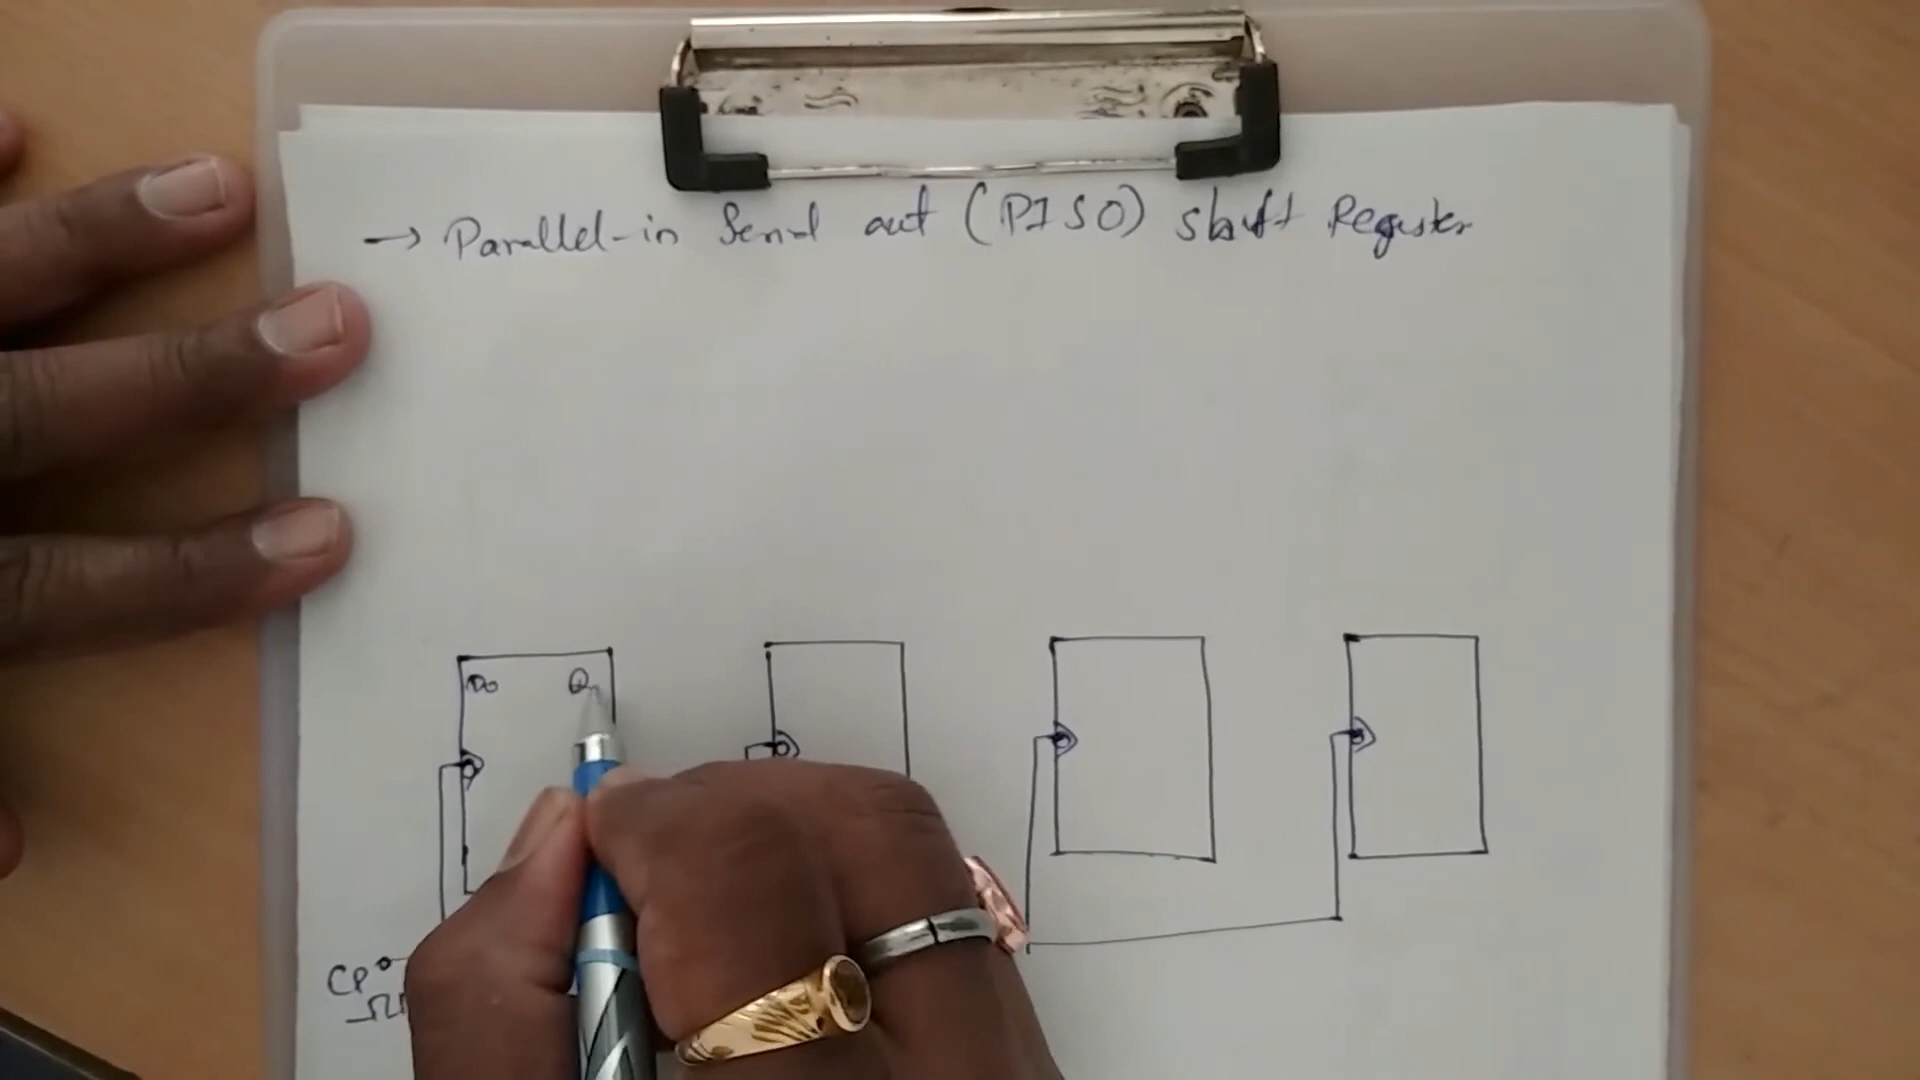 → Parallel-in Serial out (PISO) shift Register
D0 Q
CP